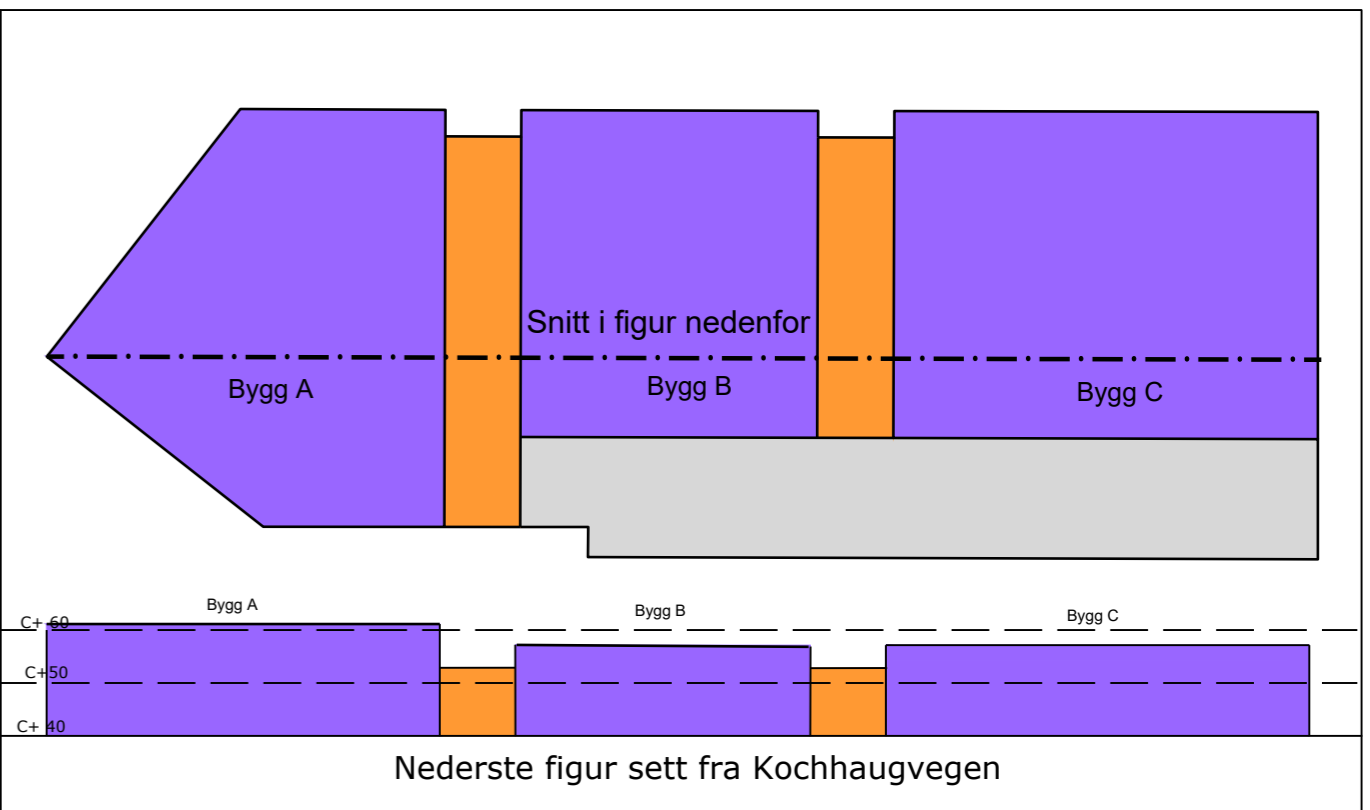 Snitt i figur nedenfor
Bygg A
Bygg B
Bygg C
Bygg A
Bygg B
Bygg C
C+ 60
C+50
C+ 40
Nederste figur sett fra Kochhaugvegen